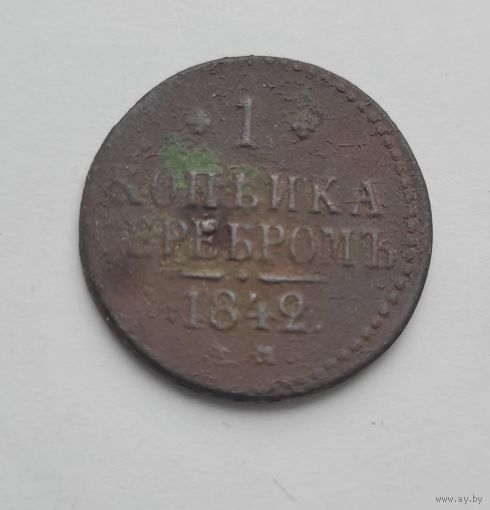 * 1 *
КОПѢЙКА
СЕРЕБРОМЪ
1842.
www.ay.by